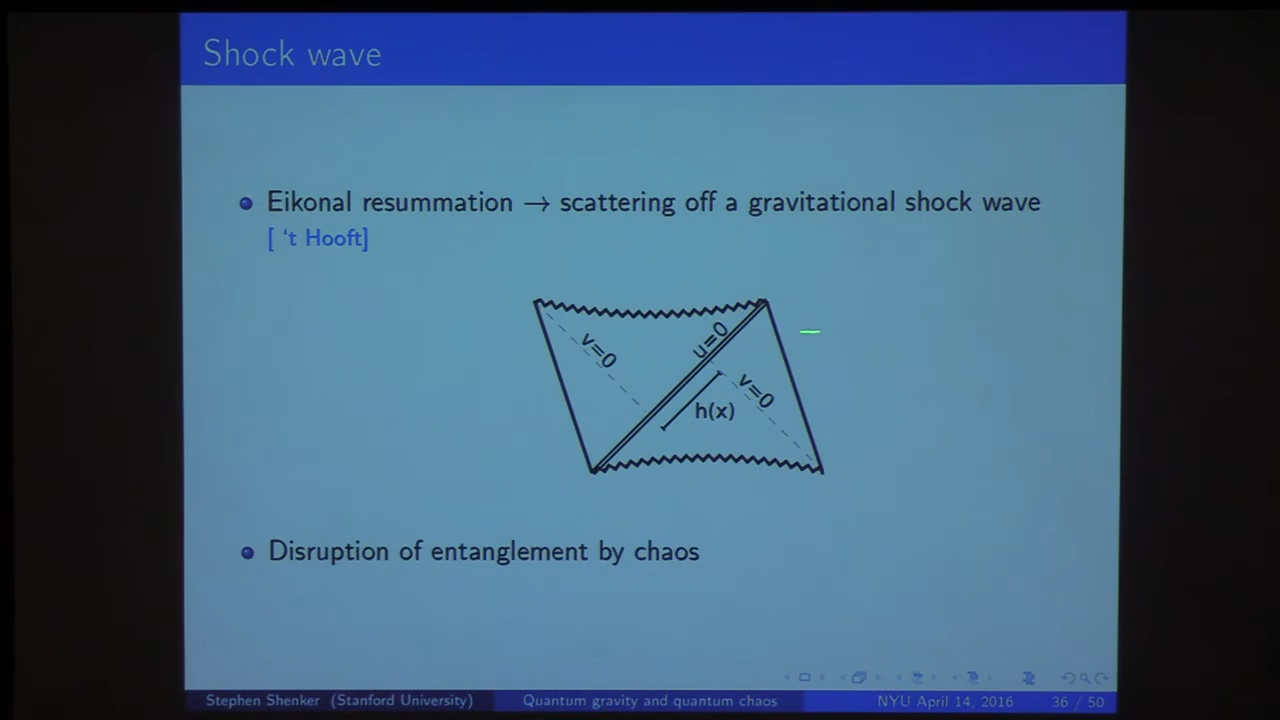 Shock wave
Eikonal resummation → scattering off a gravitational shock wave
[ ‘t Hooft]
v=0
u=0
v=0
h(x)
Disruption of entanglement by chaos
Stephen Shenker (Stanford University)
Quantum gravity and quantum chaos
NYU April 14, 2016
36 / 50